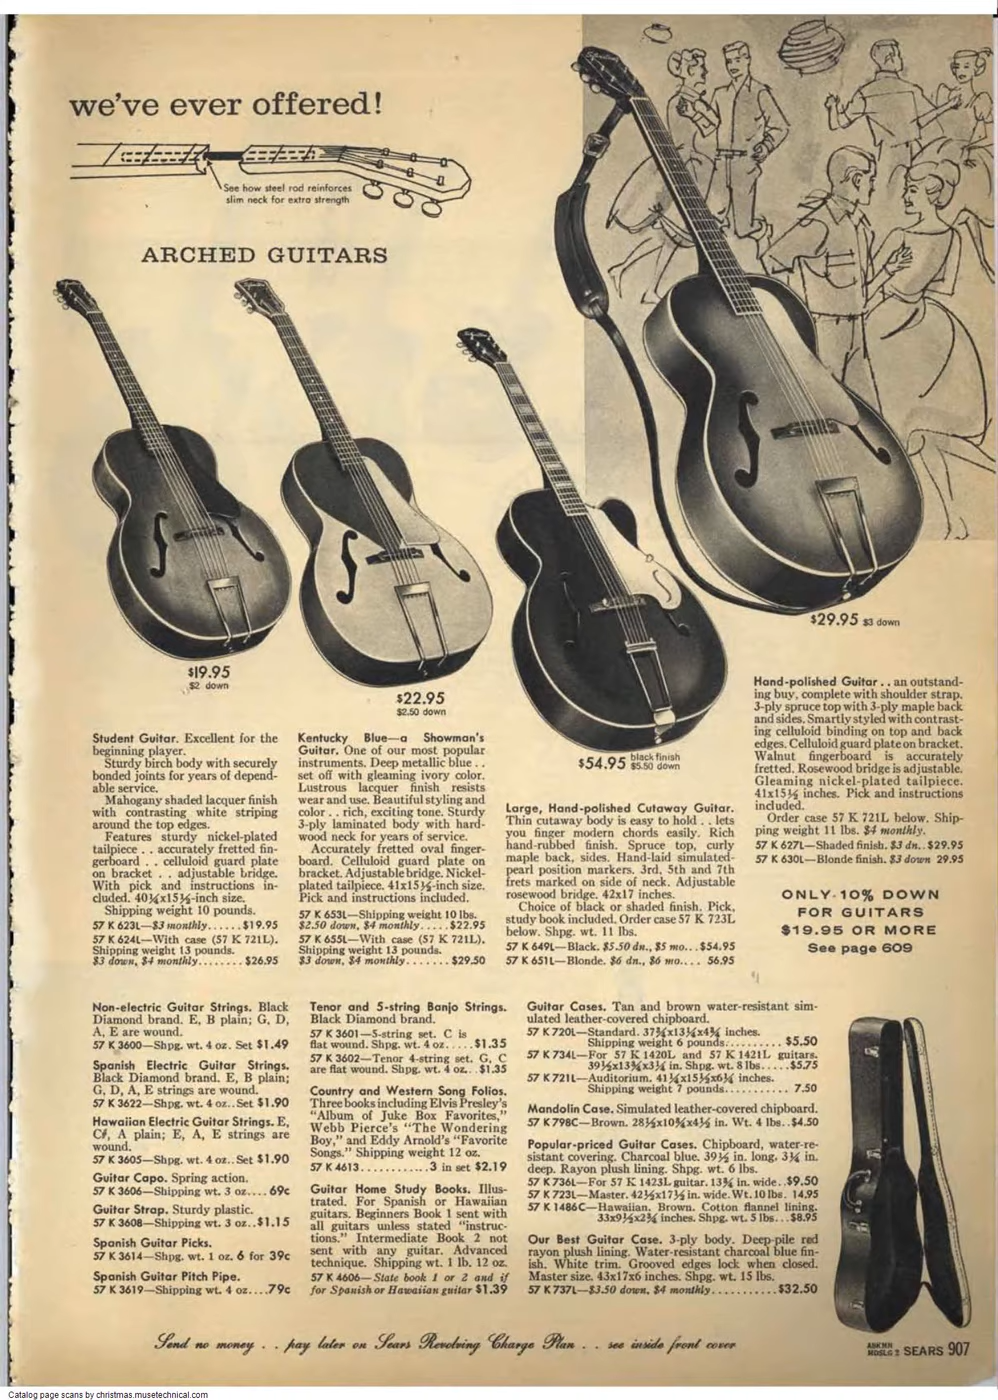 we've ever offered!
See how steel rod reinforces
slim neck for extra strength
ARCHED GUITARS
$19.95
$2 down
$22.95
$2.50 down
$54.95 black finish
$5.50 down
$29.95 $3 down
Student Guitar. Excellent for the
beginning player.
Sturdy birch body with securely
bonded joints for years of depend-
able service.
Mahogany shaded lacquer finish
with contrasting white striping
around the top edges.
Features sturdy nickel-plated
tailpiece . . accurately fretted fin-
gerboard . . celluloid guard plate
on bracket . . adjustable bridge.
With pick and instructions in-
cluded. 40¾x15½-inch size.
Shipping weight 10 pounds.
57 K 623L—$3 monthly......$19.95
57 K 624L—With case (57 K 721L).
Shipping weight 13 pounds.
$3 down, $4 monthly........$26.95
Kentucky Blue—a Showman's
Guitar. One of our most popular
instruments. Deep metallic blue . .
set off with gleaming ivory color.
Lustrous lacquer finish resists
wear and use. Beautiful styling and
color . . rich, exciting tone. Sturdy
3-ply laminated body with hard-
wood neck for years of service.
Accurately fretted oval finger-
board. Celluloid guard plate on
bracket. Adjustable bridge. Nickel-
plated tailpiece. 41x15½-inch size.
Pick and instructions included.
57 K 653L—Shipping weight 10 lbs.
$2.50 down, $4 monthly.....$22.95
57 K 655L—With case (57 K 721L).
Shipping weight 13 pounds.
$3 down, $4 monthly.......$29.50
Large, Hand-polished Cutaway Guitar.
Thin cutaway body is easy to hold . . lets
you finger modern chords easily. Rich
hand-rubbed finish. Spruce top, curly
maple back, sides. Hand-laid simulated-
pearl position markers. 3rd, 5th and 7th
frets marked on side of neck. Adjustable
rosewood bridge. 42x17 inches.
Choice of black or shaded finish. Pick,
study book included. Order case 57 K 723L
below. Shpg. wt. 11 lbs.
57 K 649L—Black. $5.50 dn., $5 mo...$54.95
57 K 651L—Blonde. $6 dn., $6 mo.... 56.95
Hand-polished Guitar . . an outstand-
ing buy, complete with shoulder strap.
3-ply spruce top with 3-ply maple back
and sides. Smartly styled with contrast-
ing celluloid binding on top and back
edges. Celluloid guard plate on bracket.
Walnut fingerboard is accurately
fretted. Rosewood bridge is adjustable.
Gleaming nickel-plated tailpiece.
41x15½ inches. Pick and instructions
included.
Order case 57 K 721L below. Ship-
ping weight 11 lbs. $4 monthly.
57 K 627L—Shaded finish. $3 dn..$29.95
57 K 630L—Blonde finish. $3 down 29.95
ONLY 10% DOWN
FOR GUITARS
$19.95 OR MORE
See page 609
Non-electric Guitar Strings. Black
Diamond brand. E, B plain; G, D,
A, E are wound.
57 K 3600—Shpg. wt. 4 oz. Set $1.49
Spanish Electric Guitar Strings.
Black Diamond brand. E, B plain;
G, D, A, E strings are wound.
57 K 3622—Shpg. wt. 4 oz..Set $1.90
Hawaiian Electric Guitar Strings. E,
C#, A plain; E, A, E strings are
wound.
57 K 3605—Shpg. wt. 4 oz..Set $1.90
Guitar Capo. Spring action.
57 K 3606—Shipping wt. 3 oz....69c
Guitar Strap. Sturdy plastic.
57 K 3608—Shipping wt. 3 oz..$1.15
Spanish Guitar Picks.
57 K 3614—Shpg. wt. 1 oz. 6 for 39c
Spanish Guitar Pitch Pipe.
57 K 3619—Shipping wt. 4 oz....79c
Tenor and 5-string Banjo Strings.
Black Diamond brand.
57 K 3601—5-string set. C is
flat wound. Shpg. wt. 4 oz.....$1.35
57 K 3602—Tenor 4-string set. G, C
are flat wound. Shpg. wt. 4 oz..$1.35
Country and Western Song Folios.
Three books including Elvis Presley's
"Album of Juke Box Favorites,"
Webb Pierce's "The Wondering
Boy," and Eddy Arnold's "Favorite
Songs." Shipping weight 12 oz.
57 K 4613............3 in set $2.19
Guitar Home Study Books. Illus-
trated. For Spanish or Hawaiian
guitars. Beginners Book 1 sent with
all guitars unless stated "instruc-
tions." Intermediate Book 2 not
sent with any guitar. Advanced
technique. Shipping wt. 1 lb. 12 oz.
57 K 4606—State book 1 or 2 and if
for Spanish or Hawaiian guitar $1.39
Guitar Cases. Tan and brown water-resistant sim-
ulated leather-covered chipboard.
57 K 720L—Standard. 37¾x13¼x4¾ inches.
Shipping weight 6 pounds..........$5.50
57 K 734L—For 57 K 1420L and 57 K 1421L guitars.
39½x13¾x3¼ in. Shpg. wt. 8 lbs.....$5.75
57 K 721L—Auditorium. 41¼x15½x6¼ inches.
Shipping weight 7 pounds........... 7.50
Mandolin Case. Simulated leather-covered chipboard.
57 K 798C—Brown. 28½x10¾x4½ in. Wt. 4 lbs..$4.50
Popular-priced Guitar Cases. Chipboard, water-re-
sistant covering. Charcoal blue. 39½ in. long, 3¼ in.
deep. Rayon plush lining. Shpg. wt. 6 lbs.
57 K 736L—For 57 K 1423L guitar. 13¾ in. wide..$9.50
57 K 723L—Master. 42½x17½ in. wide. Wt. 10 lbs. 14.95
57 K 1486C—Hawaiian. Brown. Cotton flannel lining.
33x9½x2¾ inches. Shpg. wt. 5 lbs...$8.95
Our Best Guitar Case. 3-ply body. Deep-pile red
rayon plush lining. Water-resistant charcoal blue fin-
ish. White trim. Grooved edges lock when closed.
Master size. 43x17x6 inches. Shpg. wt. 15 lbs.
57 K 737L—$3.50 down, $4 monthly...........$32.50
Send no money . . pay later on Sears Revolving Charge Plan . . see inside front cover
SEARS 907
Catalog page scans by christmas.musetechnical.com